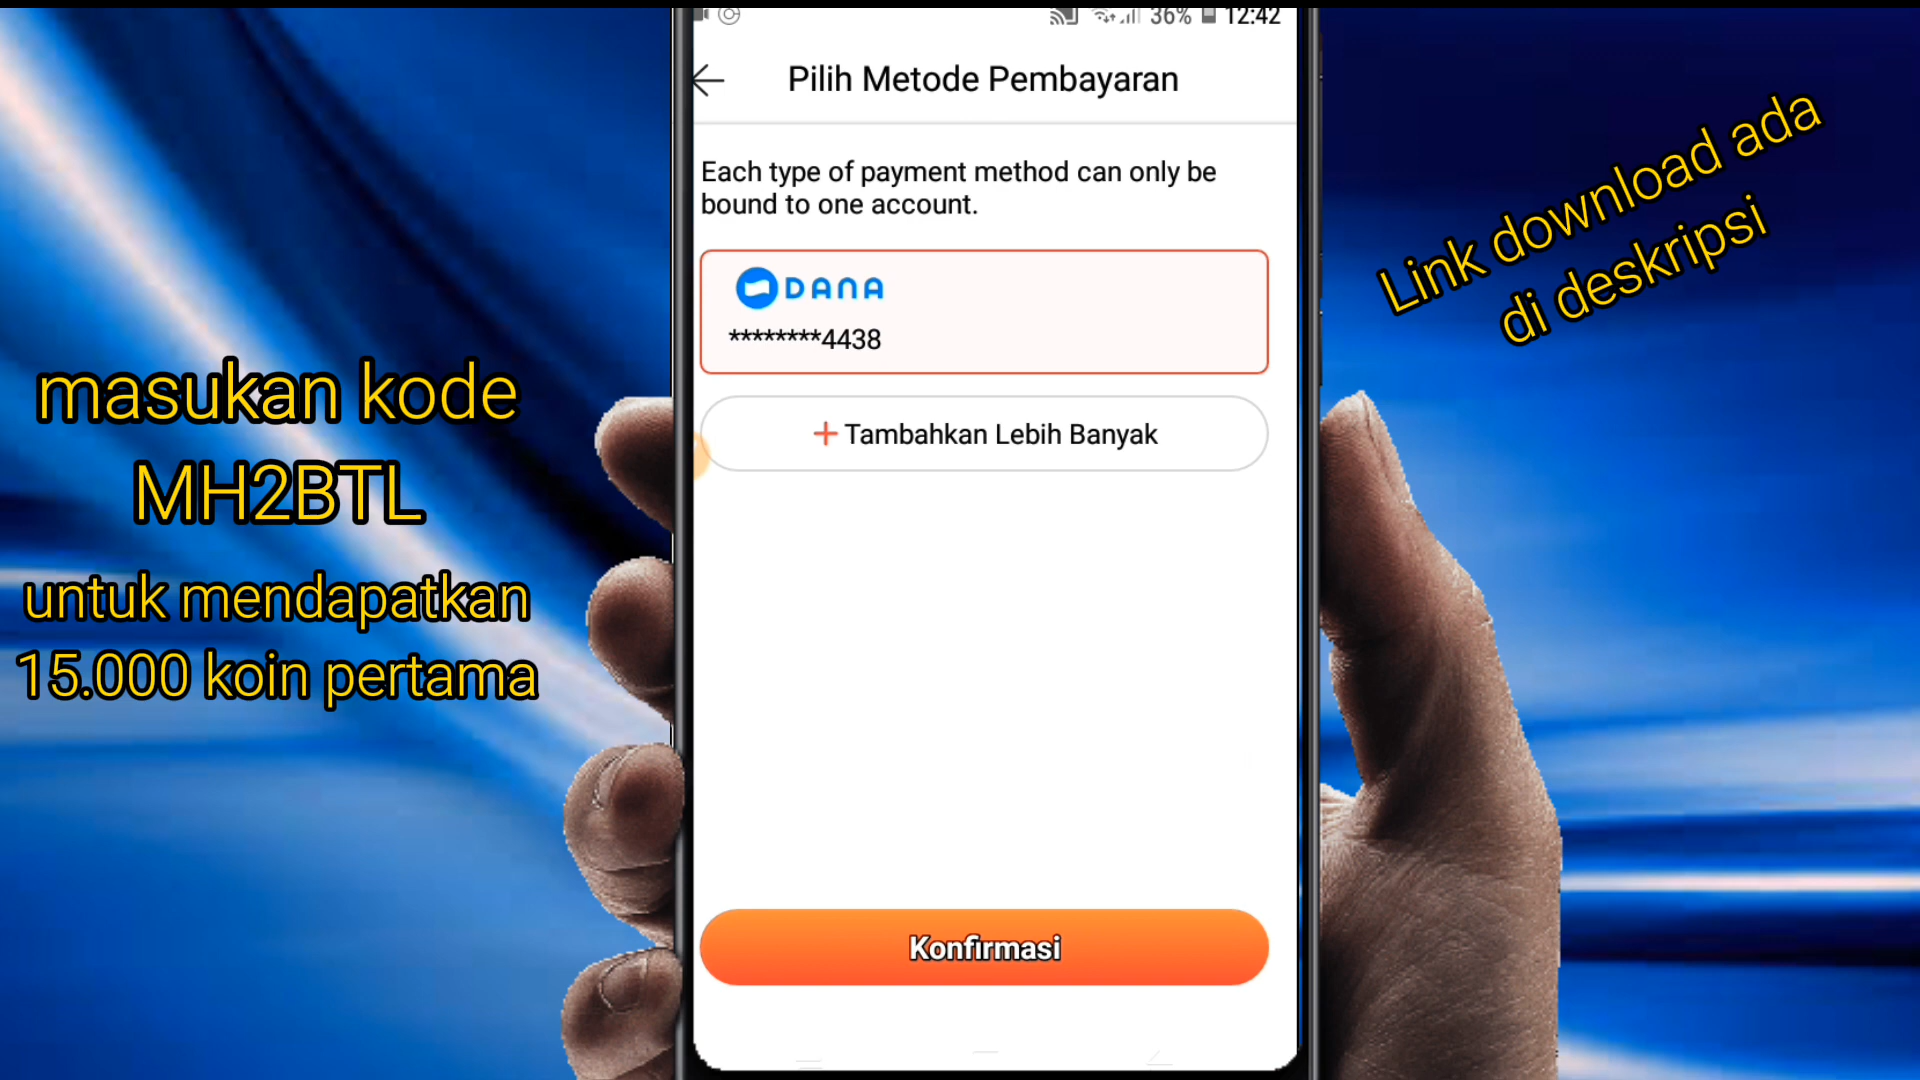 36% 12:42
Pilih Metode Pembayaran
Each type of payment method can only be
bound to one account.
DANA
********4438
+ Tambahkan Lebih Banyak
Konfirmasi
masukan kode
MH2BTL
untuk mendapatkan
15.000 koin pertama
Link download ada
di deskripsi